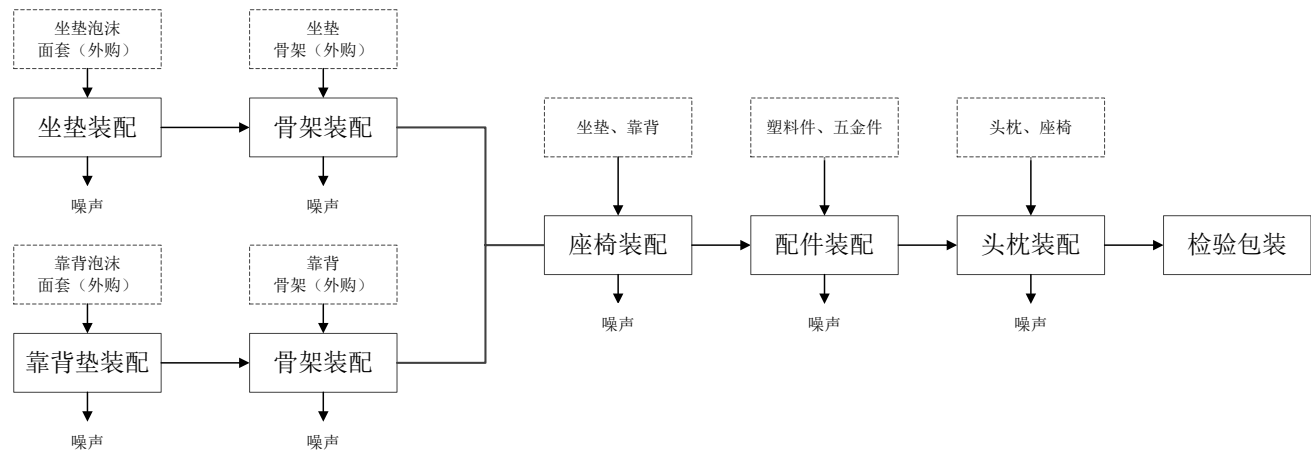 坐垫泡沫
面套（外购）
坐垫
骨架（外购）
坐垫装配
骨架装配
噪声
噪声
坐垫、靠背
塑料件、五金件
头枕、座椅
座椅装配
配件装配
头枕装配
检验包装
噪声
噪声
噪声
靠背泡沫
面套（外购）
靠背
骨架（外购）
靠背垫装配
骨架装配
噪声
噪声